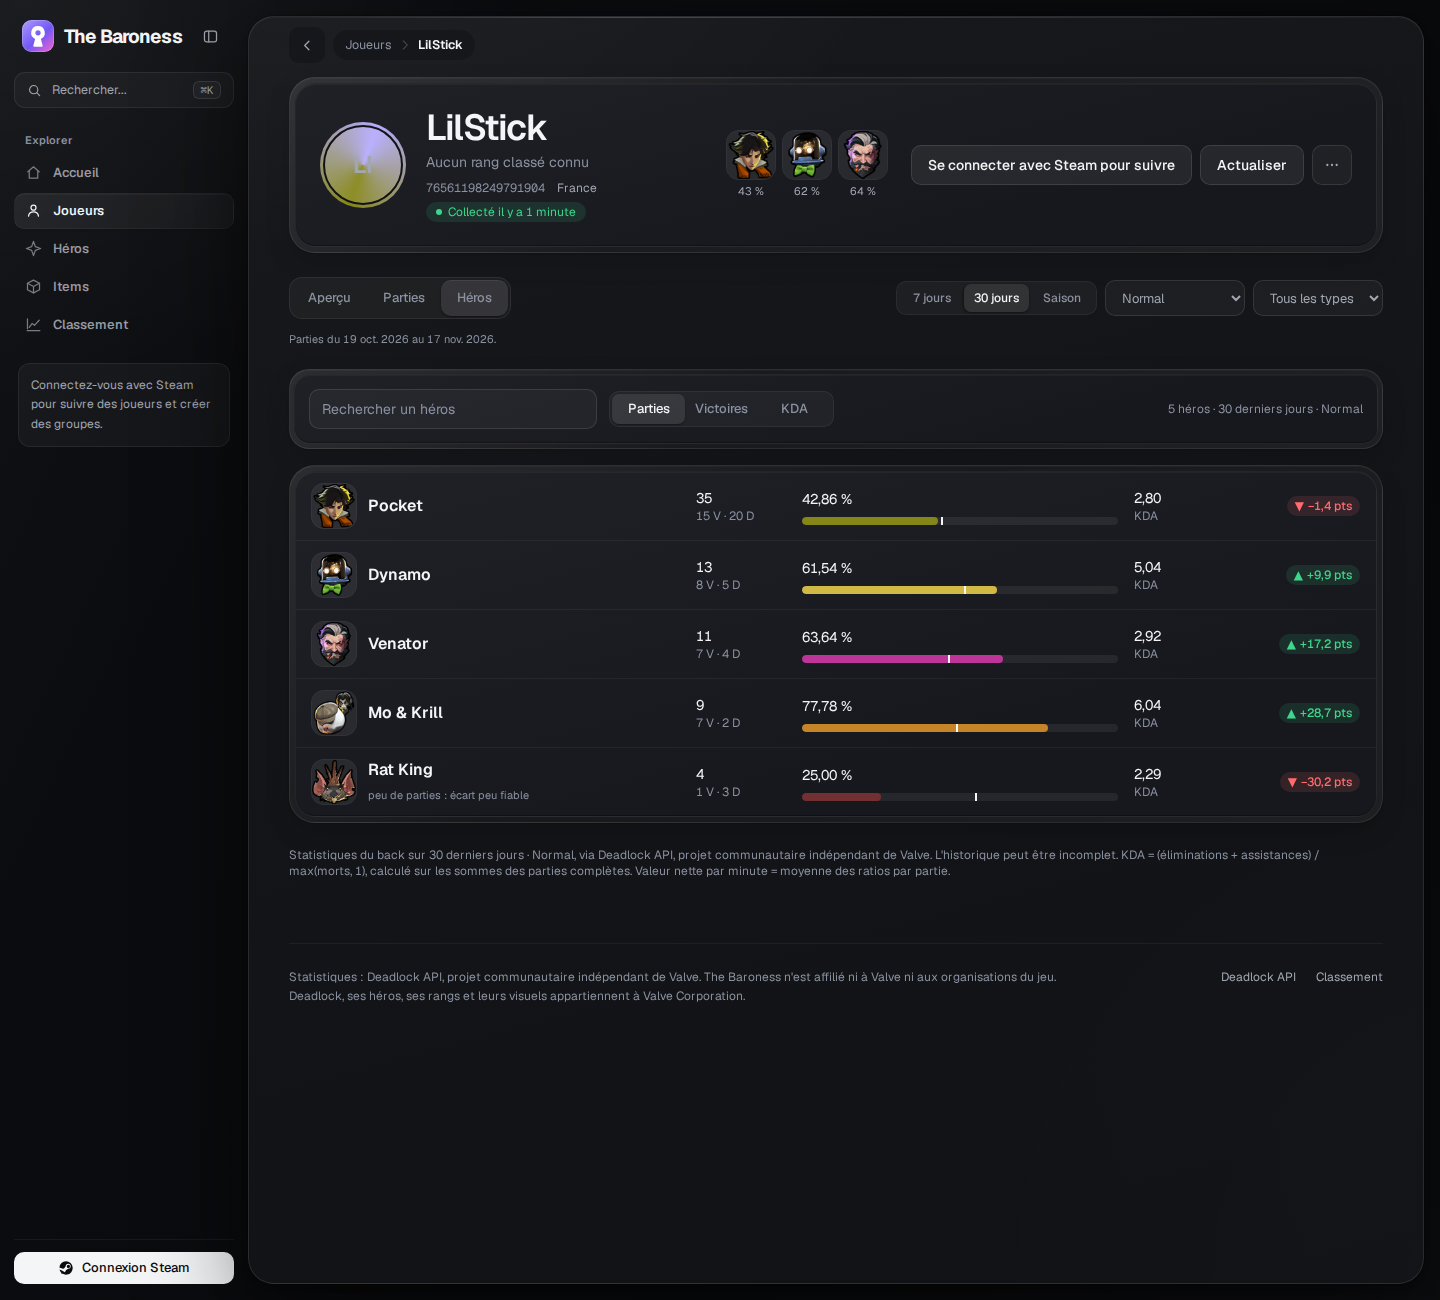 The Baroness
Rechercher...
⌘K
Explorer
Accueil
Joueurs
Héros
Items
Classement
Connectez-vous avec Steam
pour suivre des joueurs et créer
des groupes.
Connexion Steam
Joueurs > LilStick
LilStick
Aucun rang classé connu
76561198249791904 France
Collecté il y a 1 minute
43 % 62 % 64 %
Se connecter avec Steam pour suivre
Actualiser
···
Aperçu Parties Héros
7 jours 30 jours Saison
Normal
Tous les types
Parties du 19 oct. 2026 au 17 nov. 2026.
Rechercher un héros
Parties Victoires KDA
5 héros · 30 derniers jours · Normal
Pocket
35
15 V · 20 D
42,86 %
2,80
KDA
▼ −1,4 pts
Dynamo
13
8 V · 5 D
61,54 %
5,04
KDA
▲ +9,9 pts
Venator
11
7 V · 4 D
63,64 %
2,92
KDA
▲ +17,2 pts
Mo & Krill
9
7 V · 2 D
77,78 %
6,04
KDA
▲ +28,7 pts
Rat King
peu de parties : écart peu fiable
4
1 V · 3 D
25,00 %
2,29
KDA
▼ −30,2 pts
Statistiques du back sur 30 derniers jours · Normal, via Deadlock API, projet communautaire indépendant de Valve. L'historique peut être incomplet. KDA = (éliminations + assistances) /
max(morts, 1), calculé sur les sommes des parties complètes. Valeur nette par minute = moyenne des ratios par partie.
Statistiques : Deadlock API, projet communautaire indépendant de Valve. The Baroness n'est affilié ni à Valve ni aux organisations du jeu.
Deadlock, ses héros, ses rangs et leurs visuels appartiennent à Valve Corporation.
Deadlock API Classement